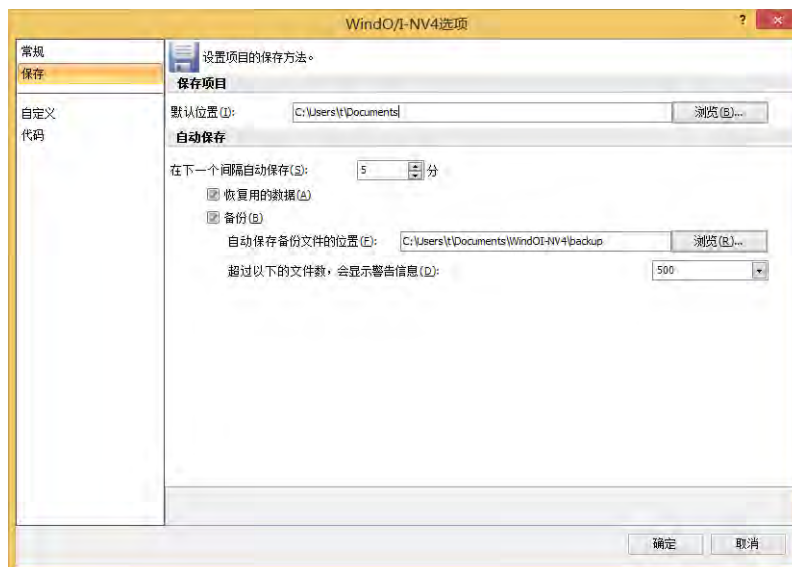 WindO/I-NV4选项
?
常规
保存
自定义
代码
设置项目的保存方法。
保存项目
默认位置(I): C:\Users\t\Documents 浏览(B)...
自动保存
在下一个间隔自动保存(S): 5 分
恢复用的数据(A)
备份(B)
自动保存备份文件的位置(F): C:\Users\t\Documents\WindOI-NV4\backup 浏览(R)...
超过以下的文件数，会显示警告信息(D): 500
确定 取消